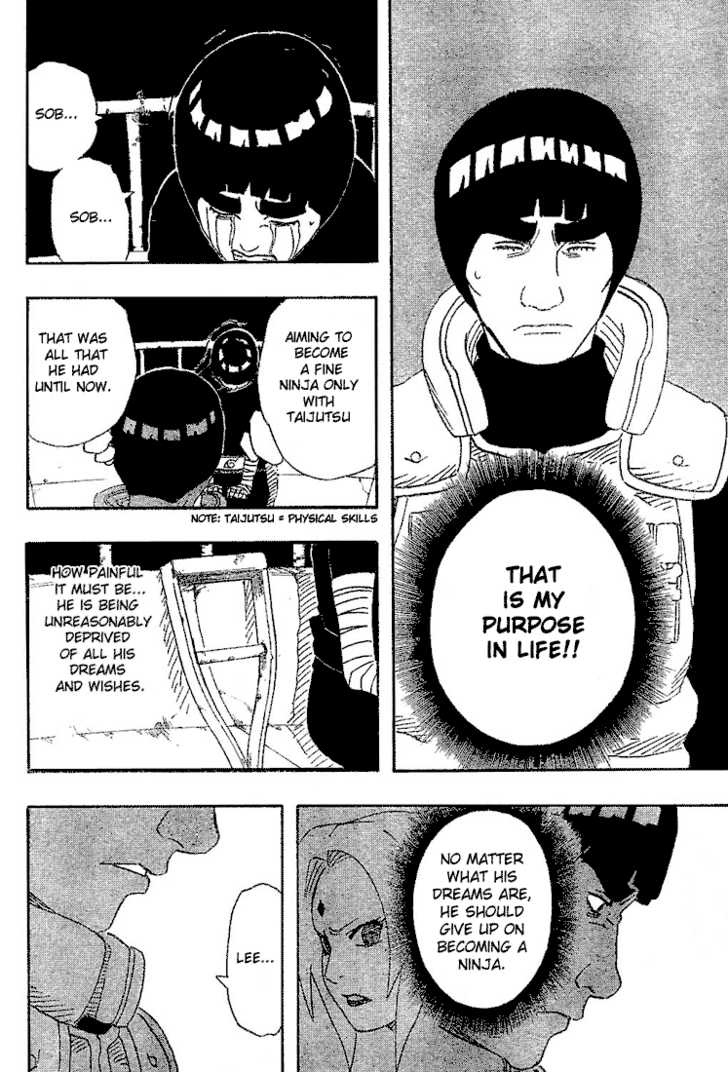 THAT
IS MY
PURPOSE
IN LIFE!!
SOB...
SOB...
AIMING TO
BECOME
A FINE
NINJA ONLY
WITH
TAIJUTSU
THAT WAS
ALL THAT
HE HAD
UNTIL NOW.
NOTE: TAIJUTSU = PHYSICAL SKILLS
HOW PAINFUL
IT MUST BE...
HE IS BEING
UNREASONABLY
DEPRIVED
OF ALL HIS
DREAMS
AND WISHES.
NO MATTER
WHAT HIS
DREAMS ARE,
HE SHOULD
GIVE UP ON
BECOMING A
NINJA.
LEE...